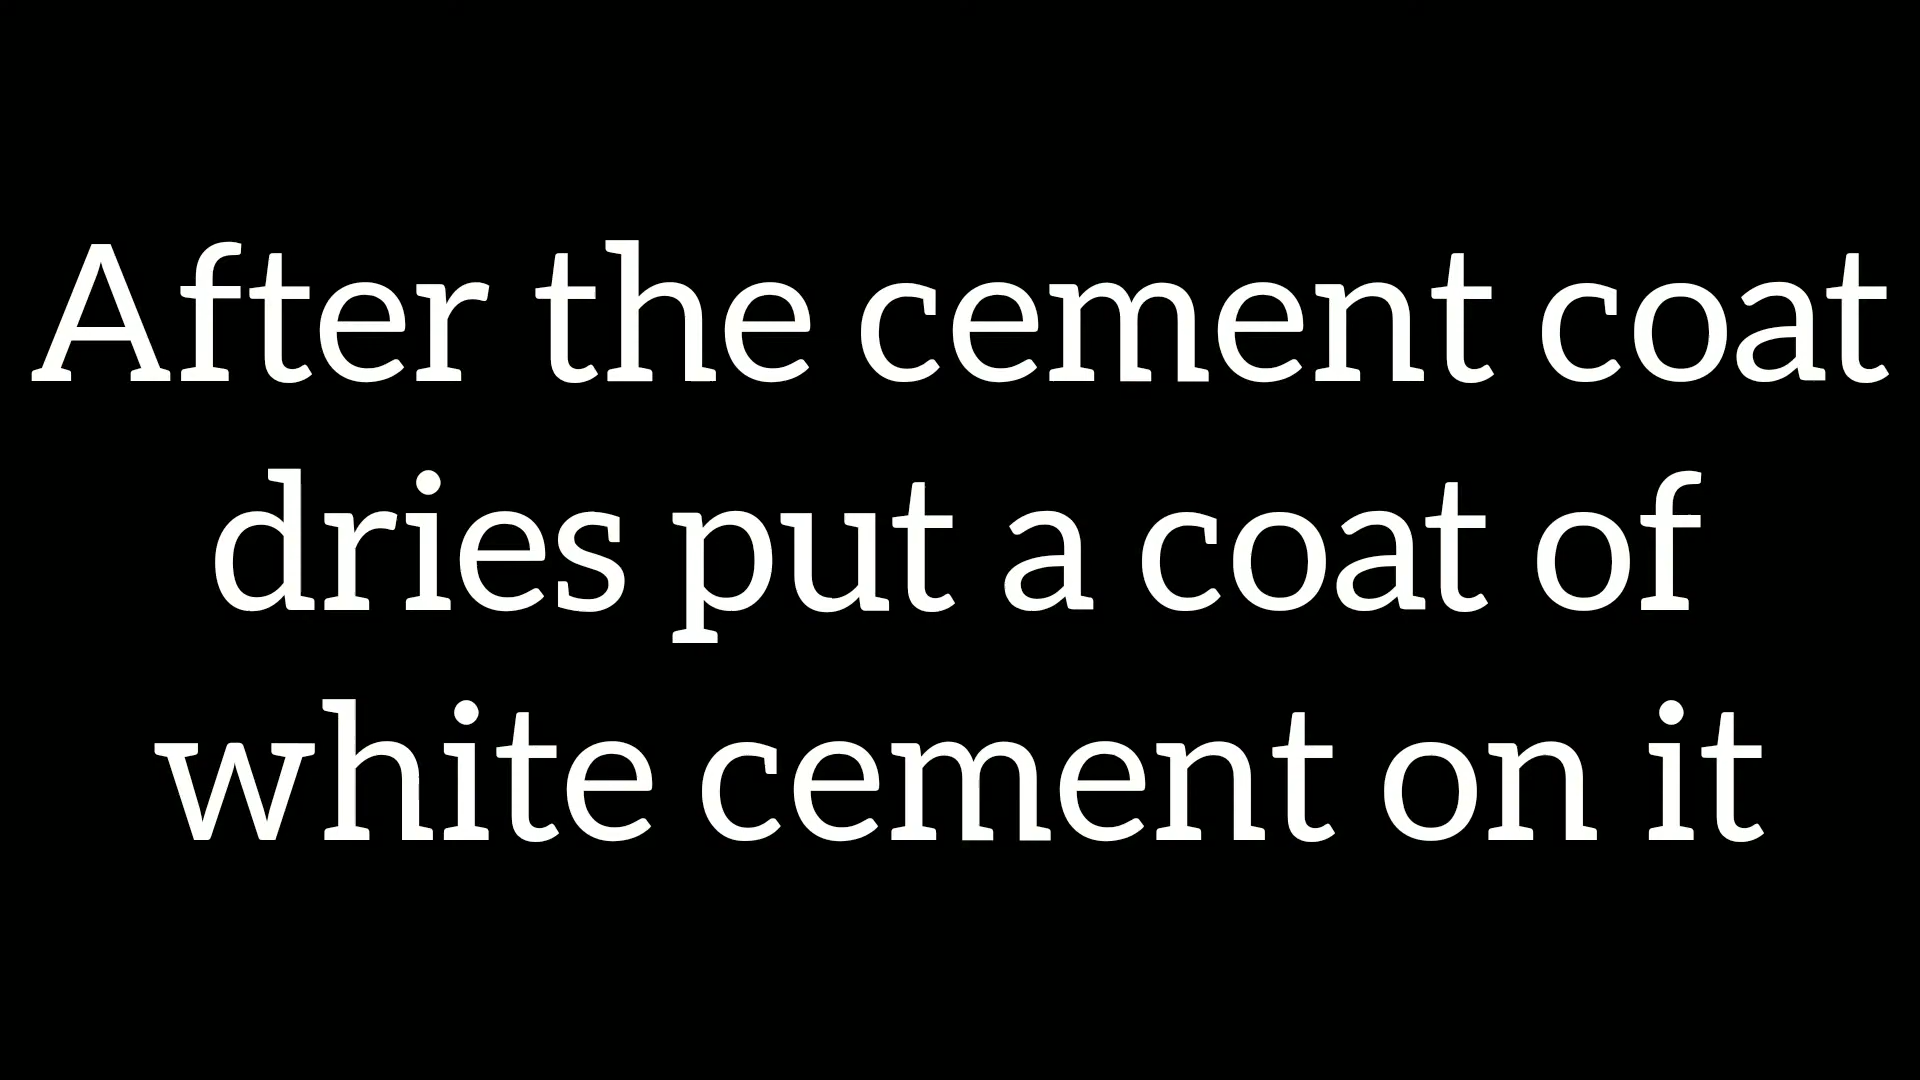 After the cement coat
dries put a coat of
white cement on it